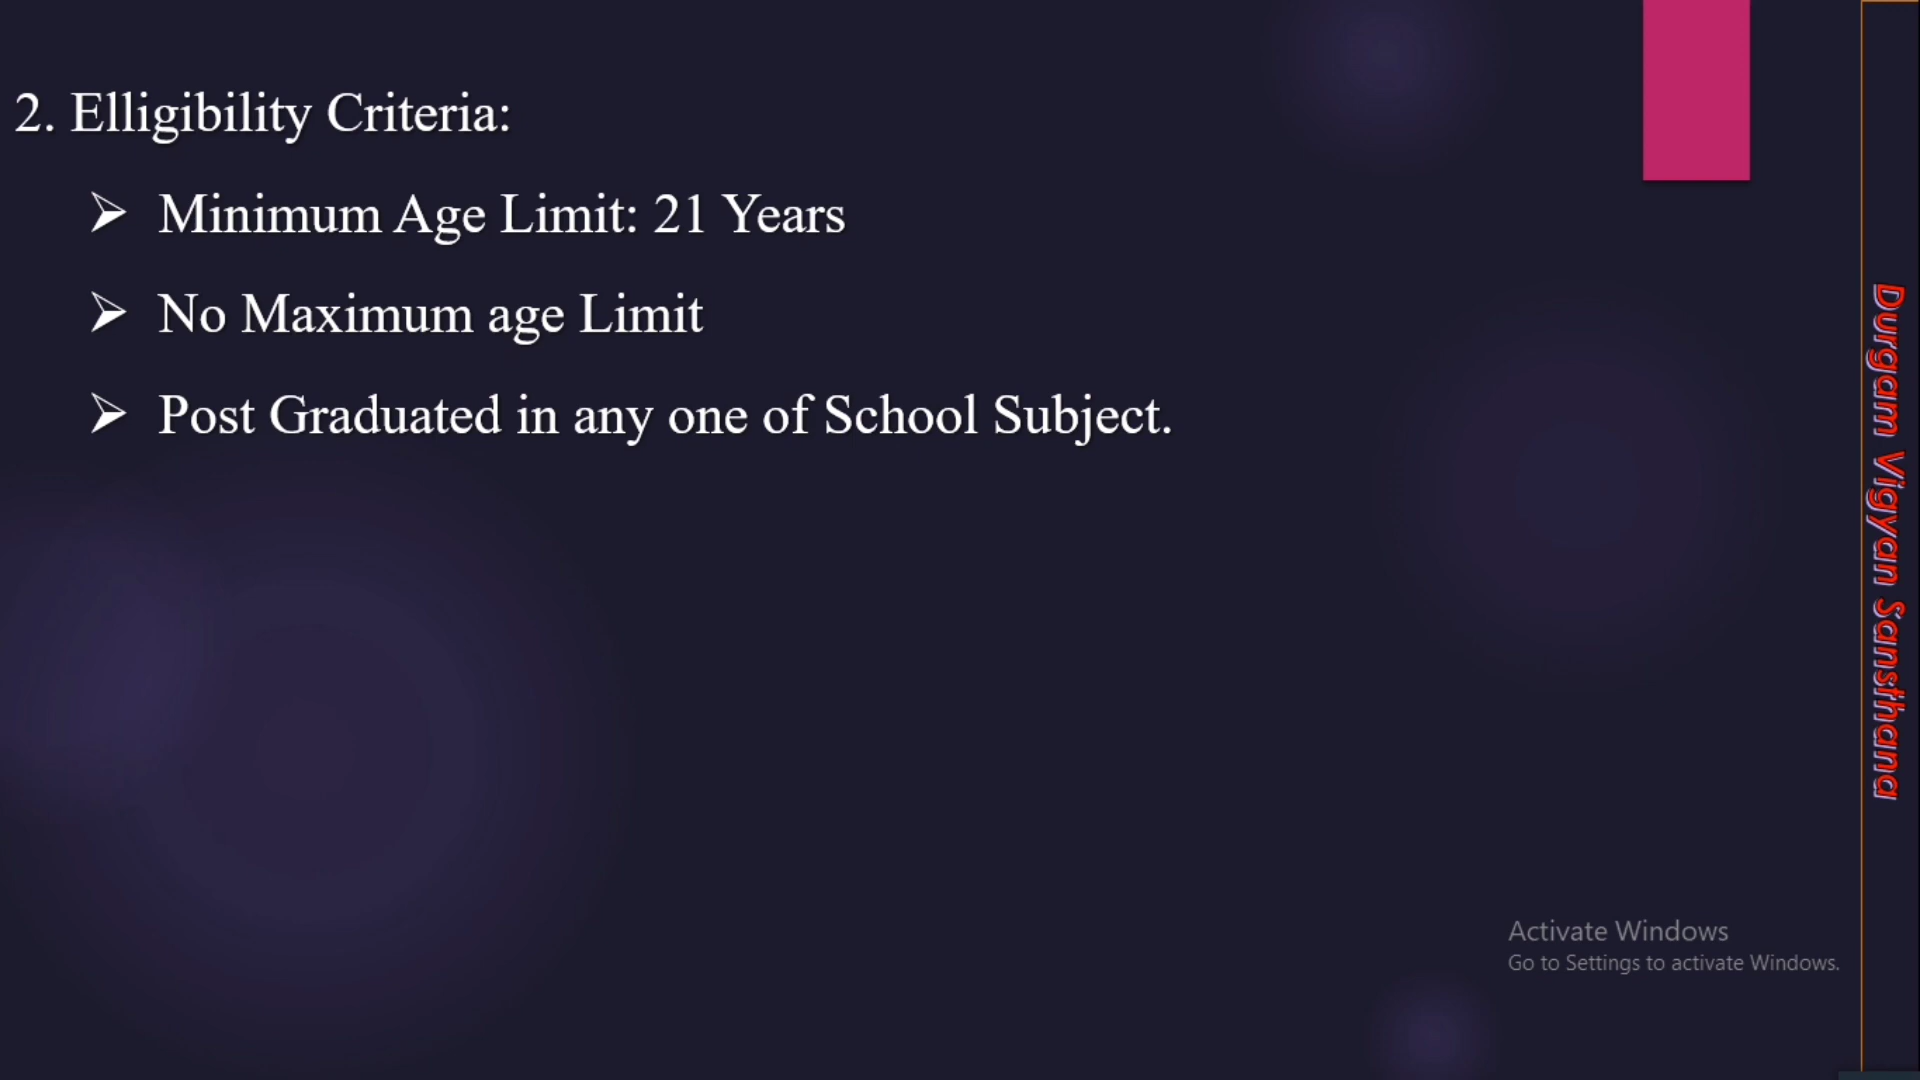 2. Elligibility Criteria:
➢ Minimum Age Limit: 21 Years
➢ No Maximum age Limit
➢ Post Graduated in any one of School Subject.
Durgam Vigyan Sansthana
Activate Windows
Go to Settings to activate Windows.